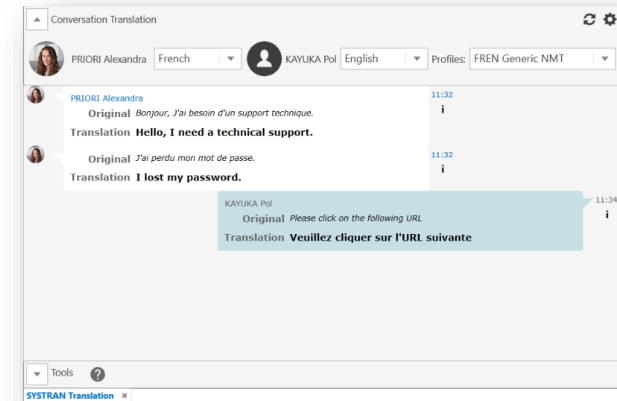 Conversation Translation
PRIORI Alexandra French KAYUKA Pol English Profiles: FREN Generic NMT
PRIORI Alexandra 11:32
Original Bonjour, J'ai besoin d'un support technique. i
Translation Hello, I need a technical support.
Original J'ai perdu mon mot de passe. 11:32
Translation I lost my password. i
KAYUKA Pol 11:34
Original Please click on the following URL i
Translation Veuillez cliquer sur l'URL suivante
Tools ?
SYSTRAN Translation ×